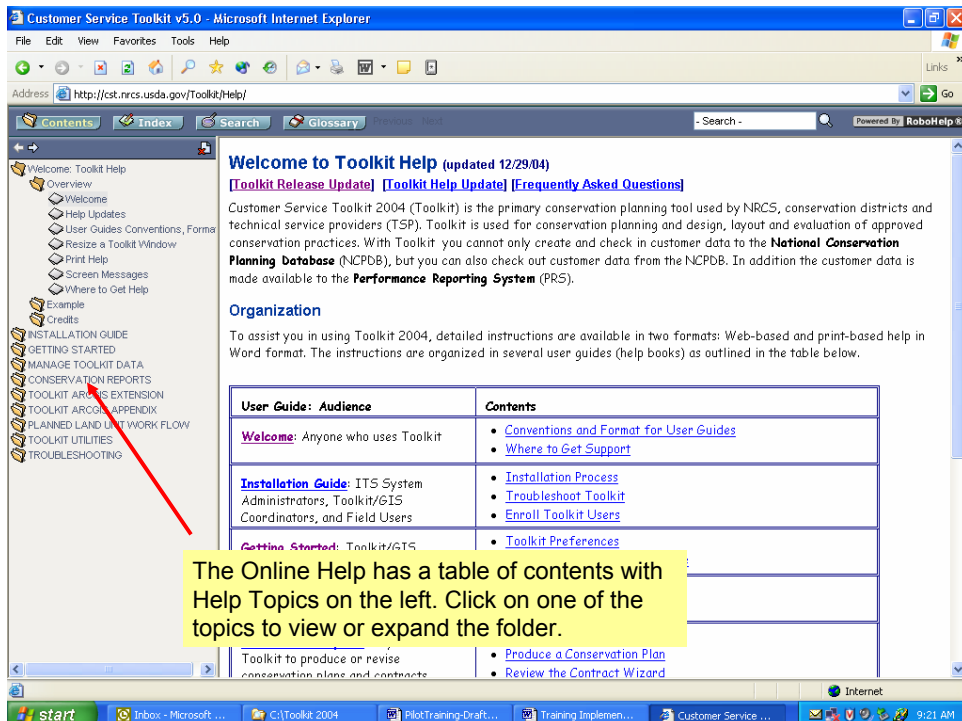 Customer Service Toolkit v5.0 - Microsoft Internet Explorer
File Edit View Favorites Tools Help
Links »
Address http://cst.nrcs.usda.gov/Toolkit/Help/ Go
Contents Index Search Glossary Previous Next - Search - Powered By RoboHelp
Welcome: Toolkit Help
Overview
Welcome
Help Updates
User Guides Conventions, Forma
Resize a Toolkit Window
Print Help
Screen Messages
Where to Get Help
Example
Credits
INSTALLATION GUIDE
GETTING STARTED
MANAGE TOOLKIT DATA
CONSERVATION REPORTS
TOOLKIT ARCGIS EXTENSION
TOOLKIT ARCGIS APPENDIX
PLANNED LAND UNIT WORK FLOW
TOOLKIT UTILITIES
TROUBLESHOOTING
Welcome to Toolkit Help (updated 12/29/04)
[Toolkit Release Update] [Toolkit Help Update] [Frequently Asked Questions]
Customer Service Toolkit 2004 (Toolkit) is the primary conservation planning tool used by NRCS, conservation districts and
technical service providers (TSP). Toolkit is used for conservation planning and design, layout and evaluation of approved
conservation practices. With Toolkit you cannot only create and check in customer data to the National Conservation
Planning Database (NCPDB), but you can also check out customer data from the NCPDB. In addition the customer data is
made available to the Performance Reporting System (PRS).
Organization
To assist you in using Toolkit 2004, detailed instructions are available in two formats: Web-based and print-based help in
Word format. The instructions are organized in several user guides (help books) as outlined in the table below.
User Guide: Audience Contents
Welcome: Anyone who uses Toolkit
• Conventions and Format for User Guides
• Where to Get Support
Installation Guide: ITS System
Administrators, Toolkit/GIS
Coordinators, and Field Users
• Installation Process
• Troubleshoot Toolkit
• Enroll Toolkit Users
Getting Started: Toolkit/GIS
• Toolkit Preferences
The Online Help has a table of contents with
Help Topics on the left. Click on one of the
topics to view or expand the folder.
Toolkit to produce or revise
conservation plans and contracts
• Produce a Conservation Plan
• Review the Contract Wizard
Internet
start Inbox - Microsoft ... C:\Toolkit 2004 PilotTraining-Draft... Training Implemen... Customer Service ... 9:21 AM